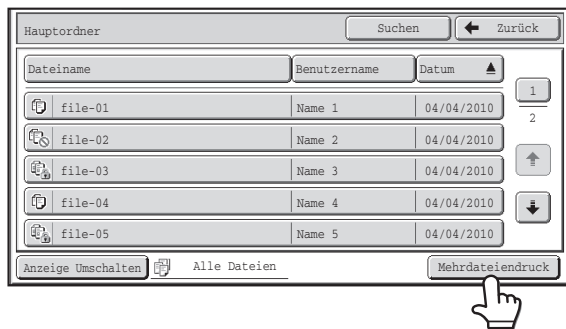 Hauptordner Suchen Zurück
Dateiname Benutzername Datum
file-01 Name 1 04/04/2010
file-02 Name 2 04/04/2010
file-03 Name 3 04/04/2010
file-04 Name 4 04/04/2010
file-05 Name 5 04/04/2010
1
2
Anzeige Umschalten Alle Dateien Mehrdateiendruck